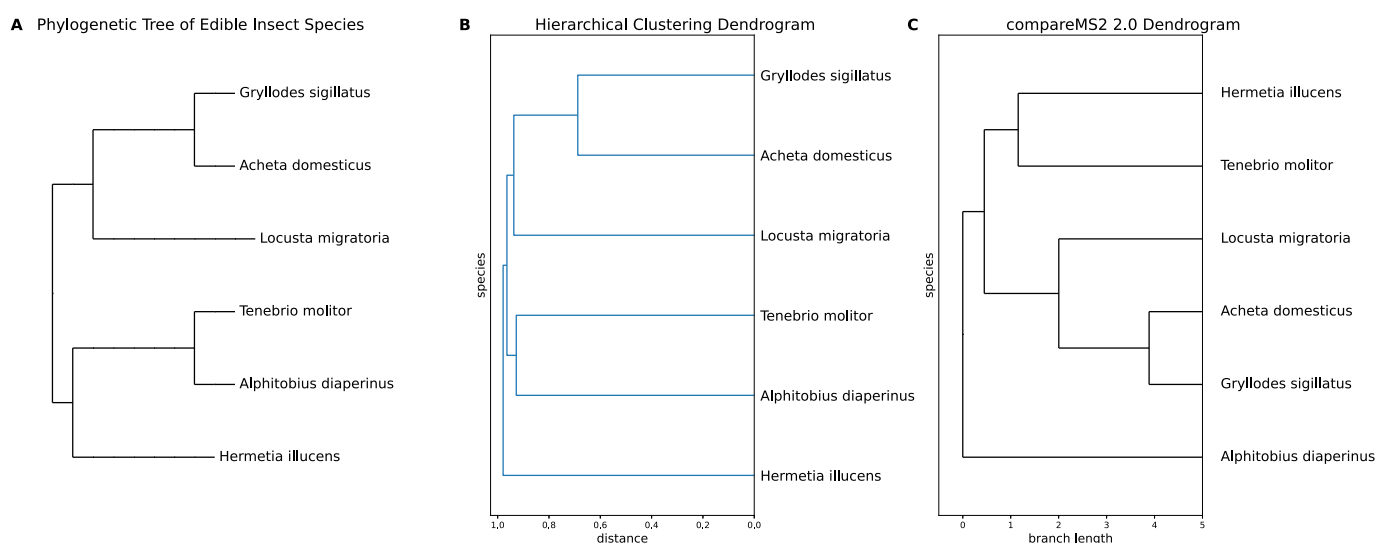 A Phylogenetic Tree of Edible Insect Species
Gryllodes sigillatus
Acheta domesticus
Locusta migratoria
Tenebrio molitor
Alphitobius diaperinus
Hermetia illucens
B Hierarchical Clustering Dendrogram
species
Gryllodes sigillatus
Acheta domesticus
Locusta migratoria
Tenebrio molitor
Alphitobius diaperinus
Hermetia illucens
1,0 0,8 0,6 0,4 0,2 0,0
distance
C compareMS2 2.0 Dendrogram
species
Hermetia illucens
Tenebrio molitor
Locusta migratoria
Acheta domesticus
Gryllodes sigillatus
Alphitobius diaperinus
0 1 2 3 4 5
branch length